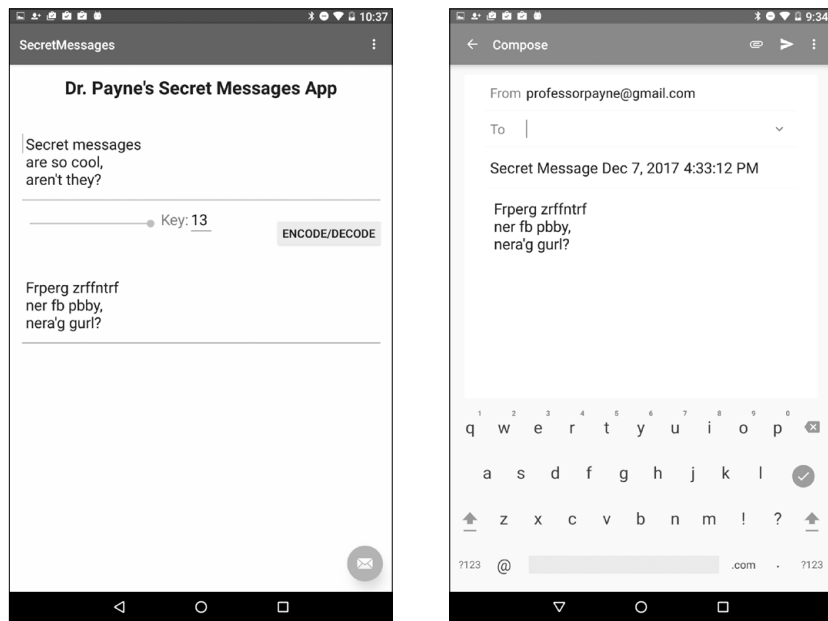 10:37
SecretMessages
Dr. Payne's Secret Messages App
Secret messages
are so cool,
aren't they?
Key: 13
ENCODE/DECODE
Frperg zrffntrf
ner fb pbby,
nera'g gurl?
9:34
Compose
From professorpayne@gmail.com
To
Secret Message Dec 7, 2017 4:33:12 PM
Frperg zrffntrf
ner fb pbby,
nera'g gurl?
1 2 3 4 5 6 7 8 9 0
q w e r t y u i o p
a s d f g h j k l
z x c v b n m ! ?
?123 @ .com . ?123